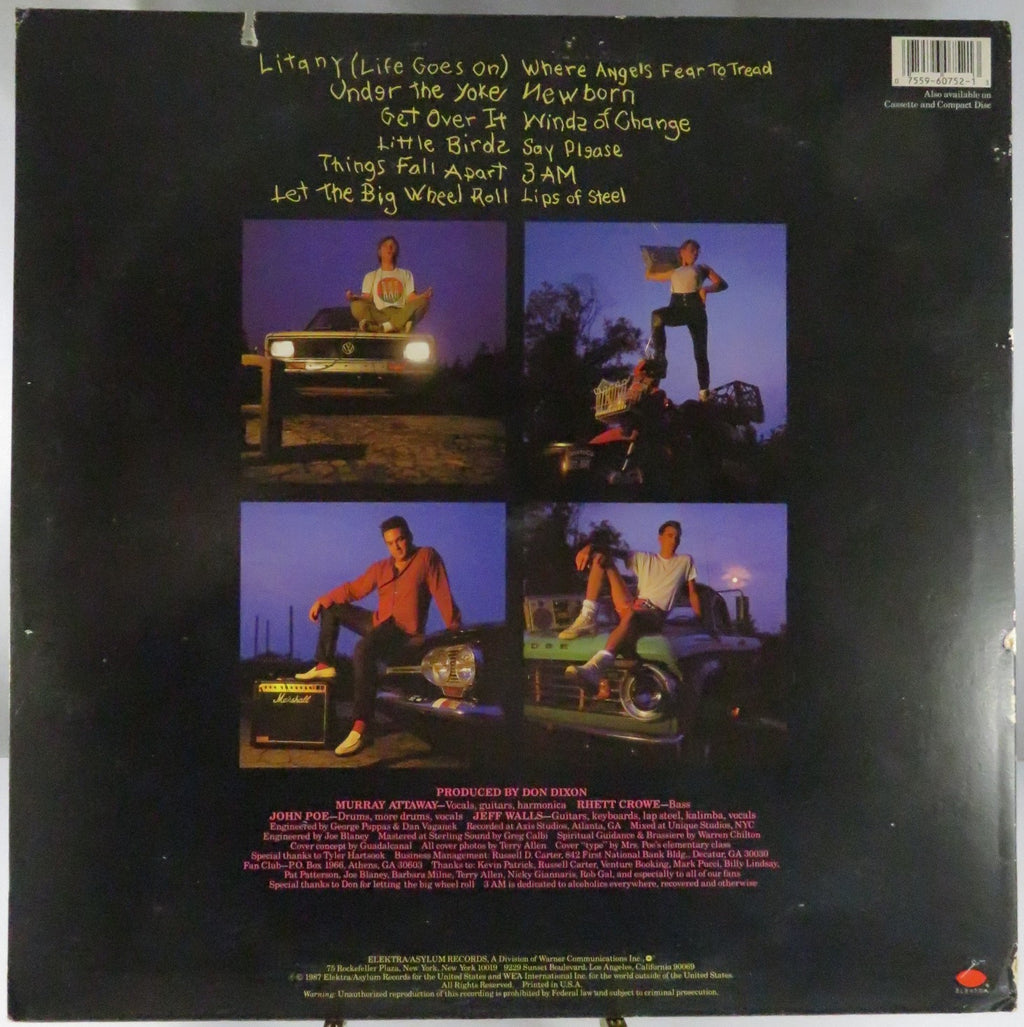 Litany (Life Goes on) Where Angels Fear To Tread
Under the Yoke Newborn
Get Over It Winds of Change
Little Birds Say Please
Things Fall Apart 3 AM
Let The Big Wheel Roll Lips of Steel
0 7559-60752-1
Also available on
Cassette and Compact Disc
Marshall
PRODUCED BY DON DIXON
MURRAY ATTAWAY—Vocals, guitars, harmonica RHETT CROWE—Bass
JOHN POE—Drums, more drums, vocals JEFF WALLS—Guitars, keyboards, lap steel, kalimba, vocals
Engineered by George Pappas & Dan Vaganek Recorded at Axis Studios, Atlanta, GA Mixed at Unique Studios, NYC
Engineered by Joe Blaney Mastered at Sterling Sound by Greg Calbi Spiritual Guidance & Brassiere by Warren Chilton
Cover concept by Guadalcanal All cover photos by Terry Allen Cover "type" by Mrs. Poe's elementary class
Special thanks to Tyler Hartsook Business Management: Russell D. Carter, 842 First National Bank Bldg., Decatur, GA 30030
Fan Club—P.O. Box 1966, Athens, GA 30603 Thanks to: Kevin Patrick, Russell Carter, Venture Booking, Mark Pucci, Billy Lindsay,
Pat Patterson, Joe Blaney, Barbara Milne, Terry Allen, Nicky Giannaris, Rob Gal, and especially to all of our fans
Special thanks to Don for letting the big wheel roll 3 AM is dedicated to alcoholics everywhere, recovered and otherwise
ELEKTRA/ASYLUM RECORDS, A Division of Warner Communications Inc.
75 Rockefeller Plaza, New York, New York 10019 9229 Sunset Boulevard, Los Angeles, California 90069
© 1987 Elektra/Asylum Records for the United States and WEA International Inc. for the world outside of the United States.
All Rights Reserved. Printed in U.S.A.
Warning: Unauthorized reproduction of this recording is prohibited by Federal law and subject to criminal prosecution.